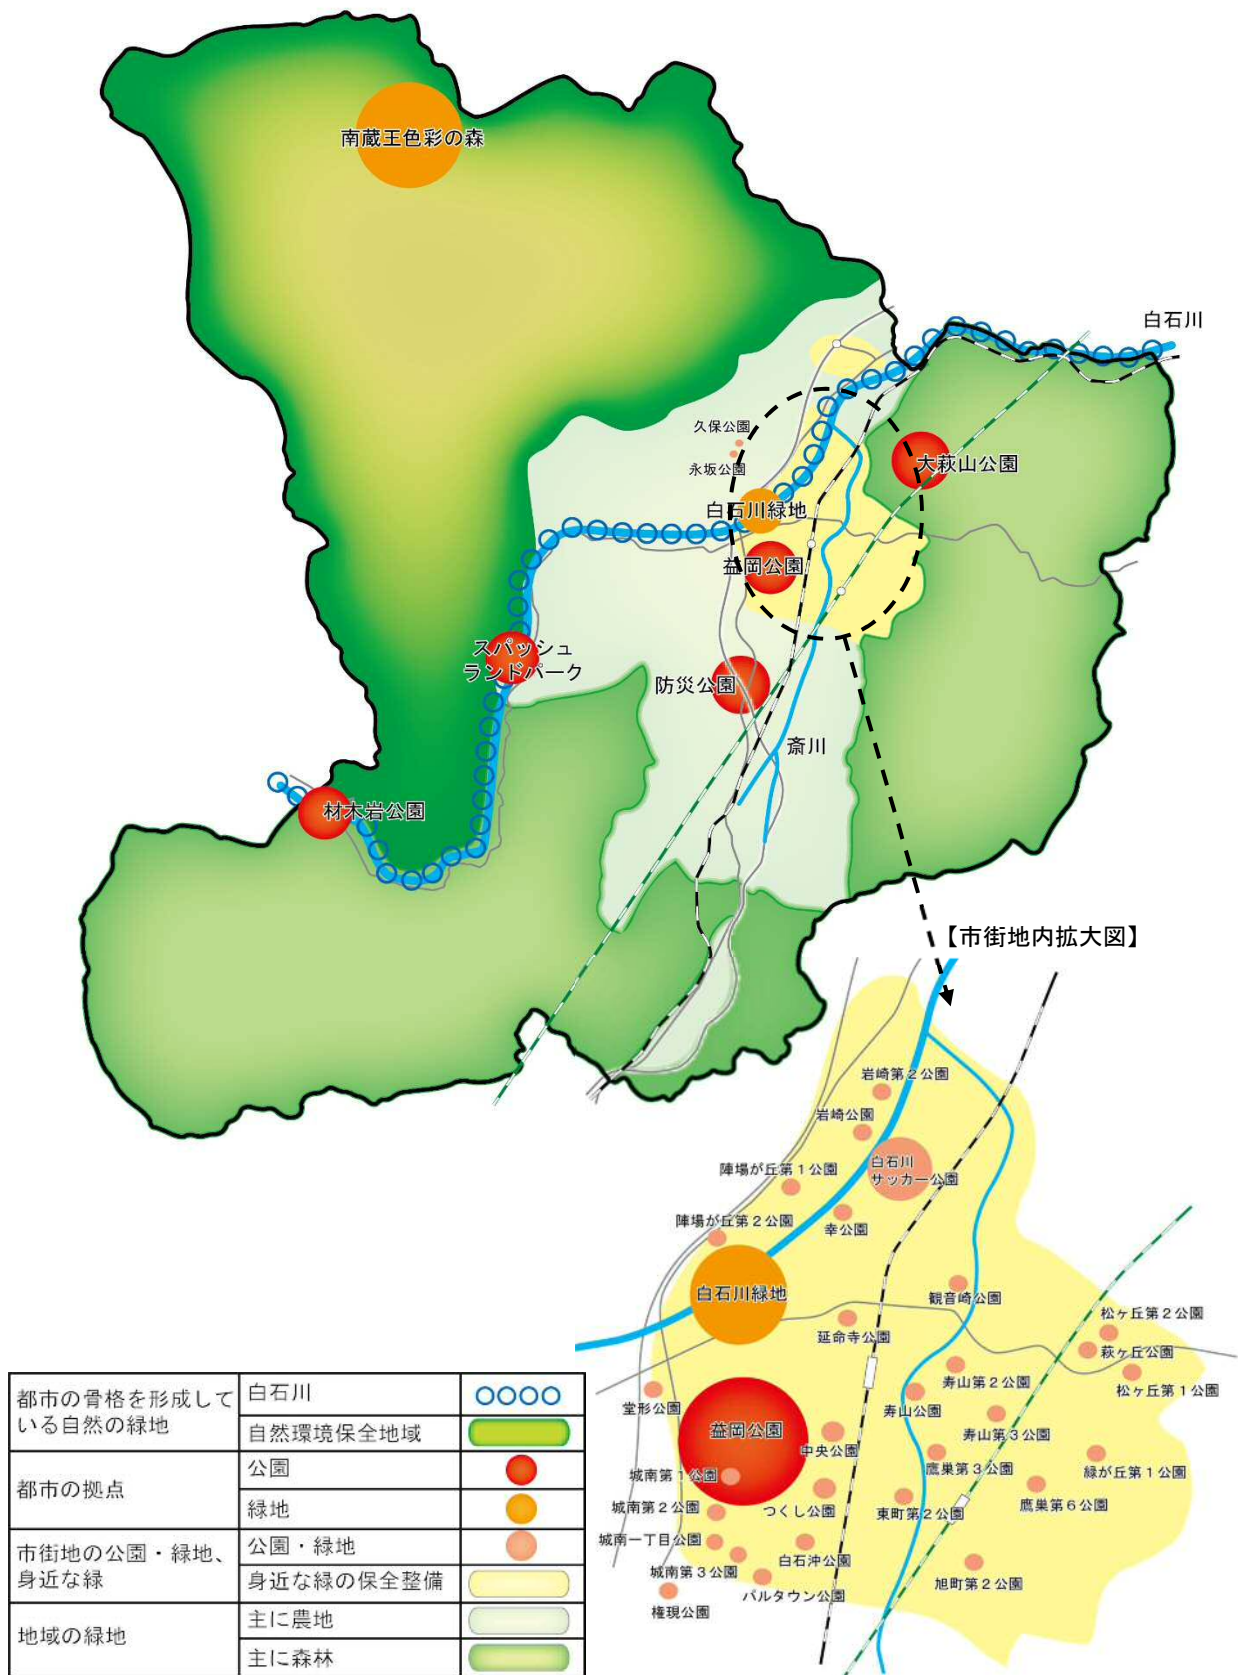 南蔵王色彩の森
白石川
久保公園
永坂公園
大萩山公園
白石川緑地
益岡公園
スパッシュ
ランドパーク
防災公園
斎川
材木岩公園
【市街地内拡大図】
岩崎第2公園
岩崎公園
白石川
サッカー公園
陣場が丘第1公園
陣場が丘第2公園
幸公園
白石川緑地
観音崎公園
延命寺公園
松ケ丘第2公園
萩ケ丘公園
松ケ丘第1公園
寿山第2公園
寿山公園
寿山第3公園
堂形公園
益岡公園
中央公園
城南第1公園
鷹巣第3公園
緑が丘第1公園
つくし公園
鷹巣第6公園
城南第2公園
東町第2公園
城南一丁目公園
白石沖公園
城南第3公園
旭町第2公園
パルタウン公園
権現公園
都市の骨格を形成して
いる自然の緑地
白石川
自然環境保全地域
都市の拠点
公園
緑地
市街地の公園・緑地、
身近な緑
公園・緑地
身近な緑の保全整備
地域の緑地
主に農地
主に森林